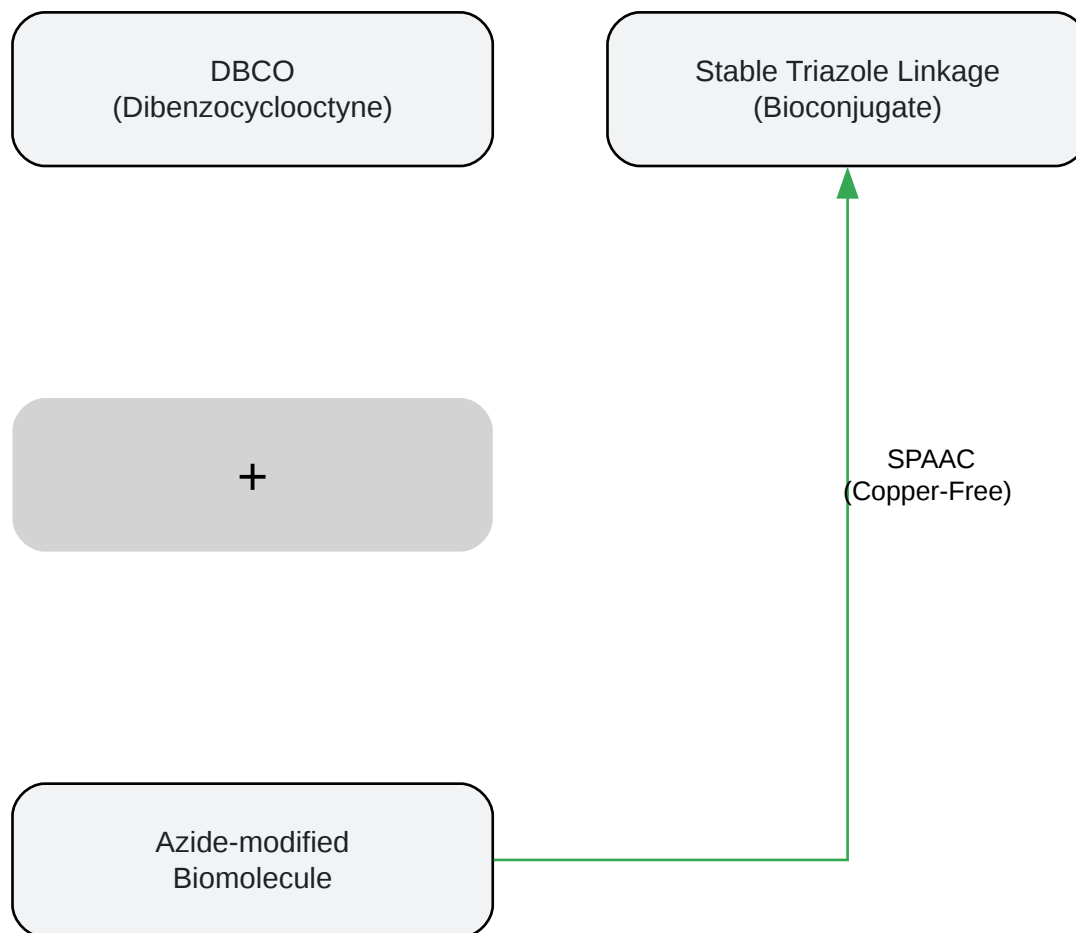 DBCO
(Dibenzocyclooctyne)
Stable Triazole Linkage
(Bioconjugate)
+
SPAAC
(Copper-Free)
Azide-modified
Biomolecule